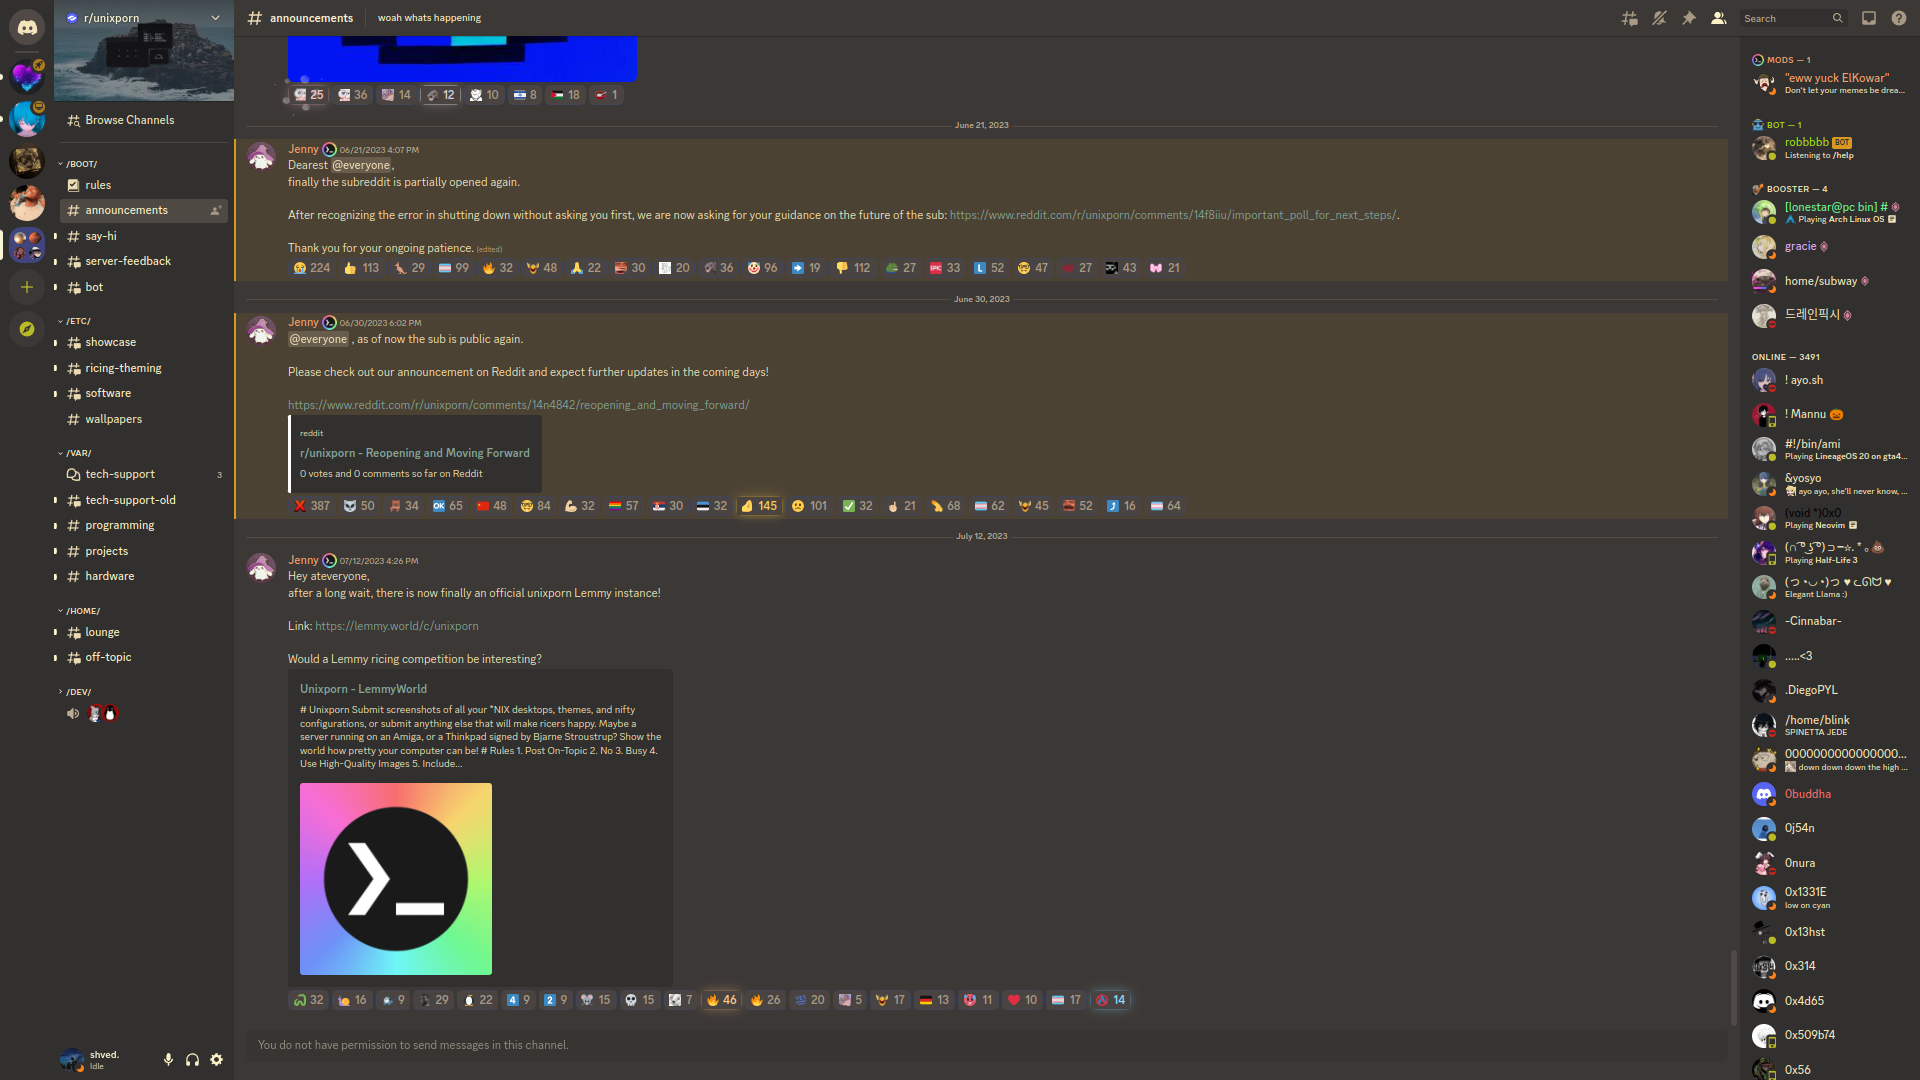 r/unixporn
Browse Channels
/BOOT/
rules
announcements
say-hi
server-feedback
bot
/ETC/
showcase
ricing-theming
software
wallpapers
/VAR/
tech-support
3
tech-support-old
programming
projects
hardware
/HOME/
lounge
off-topic
/DEV/
shved.
Idle
announcements
woah whats happening
Search
25 36 14 12 10 8 18 1
June 21, 2023
Jenny 06/21/2023 4:07 PM
Dearest @everyone,
finally the subreddit is partially opened again.
After recognizing the error in shutting down without asking you first, we are now asking for your guidance on the future of the sub: https://www.reddit.com/r/unixporn/comments/14f8iiu/important_poll_for_next_steps/.
Thank you for your ongoing patience. (edited)
224 113 29 99 32 48 22 30 20 36 96 19 112 27 33 52 47 27 43 21
June 30, 2023
Jenny 06/30/2023 6:02 PM
@everyone , as of now the sub is public again.
Please check out our announcement on Reddit and expect further updates in the coming days!
https://www.reddit.com/r/unixporn/comments/14n4842/reopening_and_moving_forward/
reddit
r/unixporn - Reopening and Moving Forward
0 votes and 0 comments so far on Reddit
387 50 34 65 48 84 32 57 30 32 145 101 32 21 68 62 45 52 16 64
July 12, 2023
Jenny 07/12/2023 4:26 PM
Hey ateveryone,
after a long wait, there is now finally an official unixporn Lemmy instance!
Link: https://lemmy.world/c/unixporn
Would a Lemmy ricing competition be interesting?
Unixporn - LemmyWorld
# Unixporn Submit screenshots of all your *NIX desktops, themes, and nifty
configurations, or submit anything else that will make ricers happy. Maybe a
server running on an Amiga, or a Thinkpad signed by Bjarne Stroustrup? Show the
world how pretty your computer can be! # Rules 1. Post On-Topic 2. No 3. Busy 4.
Use High-Quality Images 5. Include...
32 16 9 29 22 9 9 15 15 7 46 26 20 5 17 13 11 10 17 14
You do not have permission to send messages in this channel.
MODS — 1
"eww yuck ElKowar"
Don't let your memes be drea...
BOT — 1
robbbbb BOT
Listening to /help
BOOSTER — 4
[lonestar@pc bin] #
Playing Arch Linux OS
gracie
home/subway
드레인픽시
ONLINE — 3491
! ayo.sh
! Mannu
#!/bin/ami
Playing LineageOS 20 on gta4...
&yosyo
ayo ayo, she'll never know, ...
(void *)0x0
Playing Neovim
Playing Half-Life 3
Elegant Llama :)
-Cinnabar-
.....<3
.DiegoPYL
/home/blink
SPINETTA JEDE
0000000000000000...
down down down the high ...
0buddha
0j54n
0nura
0x1331E
low on cyan
0x13hst
0x314
0x4d65
0x509b74
0x56